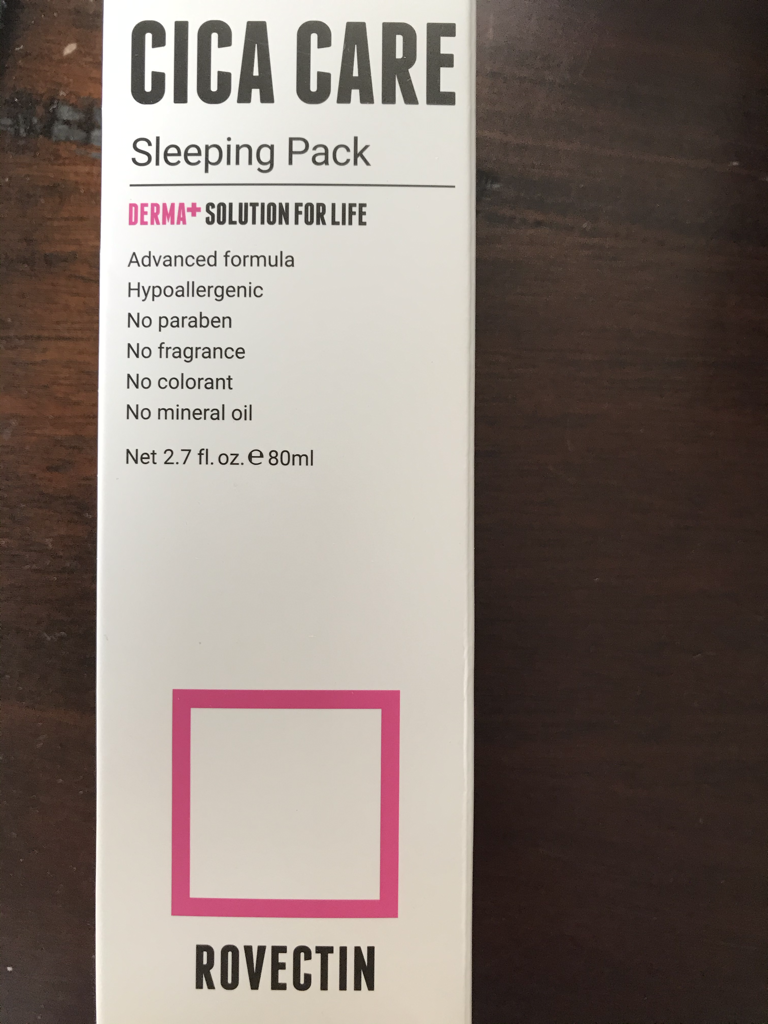 CICA CARE
Sleeping Pack
DERMA+ SOLUTION FOR LIFE
Advanced formula
Hypoallergenic
No paraben
No fragrance
No colorant
No mineral oil
Net 2.7 fl. oz. ℮ 80ml
ROVECTIN